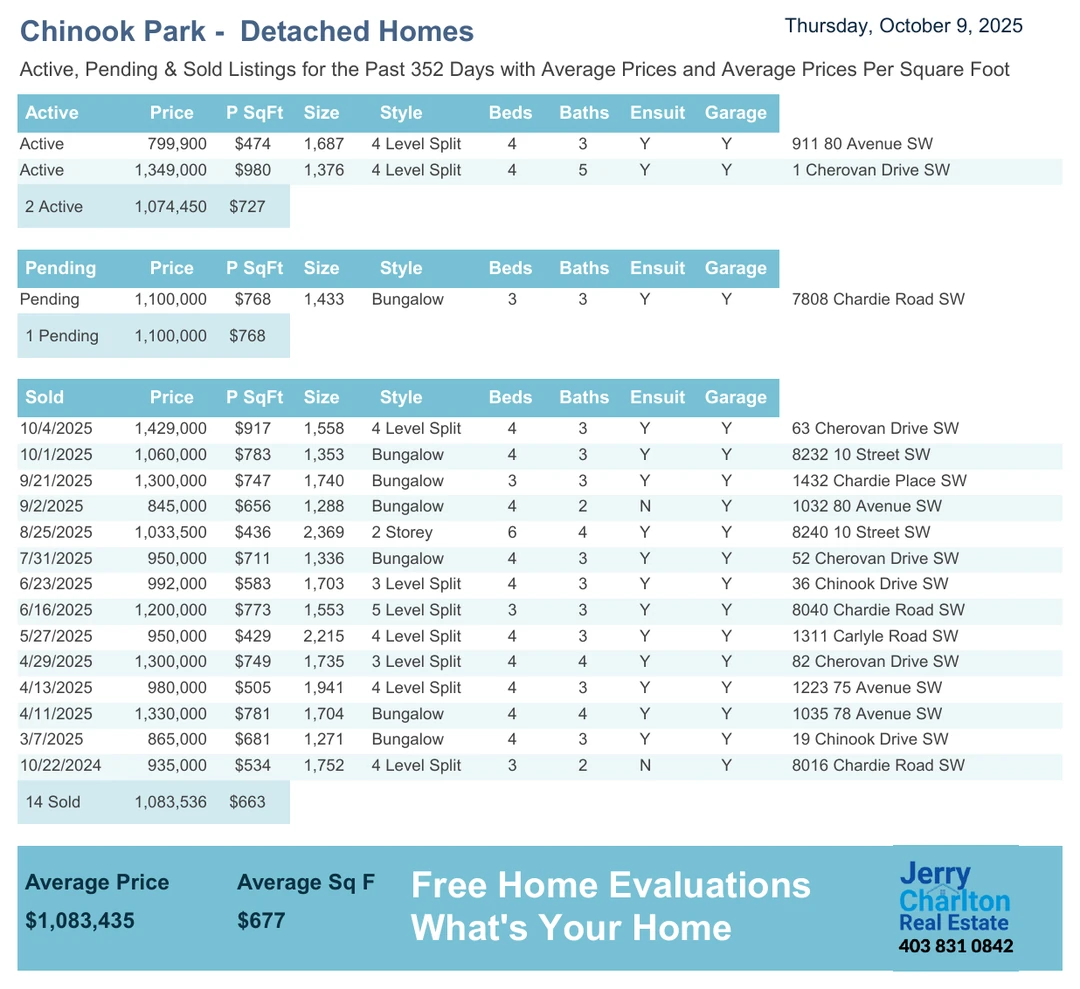 Chinook Park - Detached Homes
Thursday, October 9, 2025
Active, Pending & Sold Listings for the Past 352 Days with Average Prices and Average Prices Per Square Foot
Active Price P SqFt Size Style Beds Baths Ensuit Garage
Active 799,900 $474 1,687 4 Level Split 4 3 Y Y 911 80 Avenue SW
Active 1,349,000 $980 1,376 4 Level Split 4 5 Y Y 1 Cherovan Drive SW
2 Active 1,074,450 $727
Pending Price P SqFt Size Style Beds Baths Ensuit Garage
Pending 1,100,000 $768 1,433 Bungalow 3 3 Y Y 7808 Chardie Road SW
1 Pending 1,100,000 $768
Sold Price P SqFt Size Style Beds Baths Ensuit Garage
10/4/2025 1,429,000 $917 1,558 4 Level Split 4 3 Y Y 63 Cherovan Drive SW
10/1/2025 1,060,000 $783 1,353 Bungalow 4 3 Y Y 8232 10 Street SW
9/21/2025 1,300,000 $747 1,740 Bungalow 3 3 Y Y 1432 Chardie Place SW
9/2/2025 845,000 $656 1,288 Bungalow 4 2 N Y 1032 80 Avenue SW
8/25/2025 1,033,500 $436 2,369 2 Storey 6 4 Y Y 8240 10 Street SW
7/31/2025 950,000 $711 1,336 Bungalow 4 3 Y Y 52 Cherovan Drive SW
6/23/2025 992,000 $583 1,703 3 Level Split 4 3 Y Y 36 Chinook Drive SW
6/16/2025 1,200,000 $773 1,553 5 Level Split 3 3 Y Y 8040 Chardie Road SW
5/27/2025 950,000 $429 2,215 4 Level Split 4 3 Y Y 1311 Carlyle Road SW
4/29/2025 1,300,000 $749 1,735 3 Level Split 4 4 Y Y 82 Cherovan Drive SW
4/13/2025 980,000 $505 1,941 4 Level Split 4 3 Y Y 1223 75 Avenue SW
4/11/2025 1,330,000 $781 1,704 Bungalow 4 4 Y Y 1035 78 Avenue SW
3/7/2025 865,000 $681 1,271 Bungalow 4 3 Y Y 19 Chinook Drive SW
10/22/2024 935,000 $534 1,752 4 Level Split 3 2 N Y 8016 Chardie Road SW
14 Sold 1,083,536 $663
Average Price Average Sq F
$1,083,435 $677
Free Home Evaluations
What's Your Home
Jerry
Charlton
Real Estate
403 831 0842